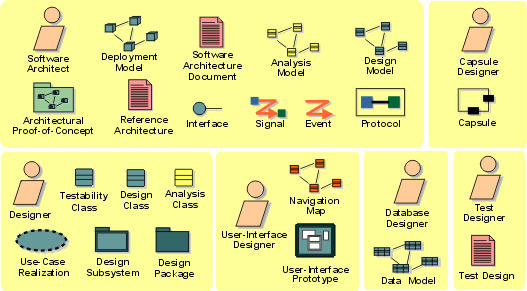 Software
Architect
Deployment
Model
Software
Architecture
Document
Analysis
Model
Design
Model
Capsule
Designer
Architectural
Proof-of-Concept
Reference
Architecture
Interface
Signal
Event
Protocol
Capsule
Designer
Testability
Class
Design
Class
Analysis
Class
Use-Case
Realization
Design
Subsystem
Design
Package
User-Interface
Designer
Navigation
Map
User-Interface
Prototype
Database
Designer
Data Model
Test
Designer
Test Design